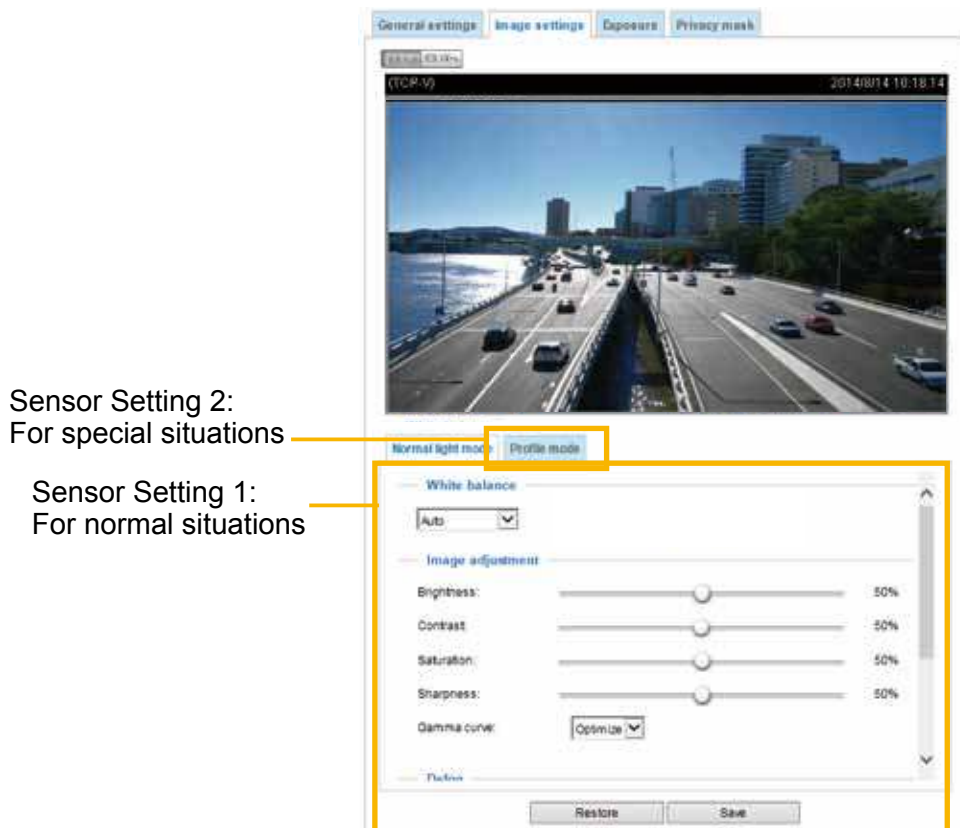 General settings Image settings Exposure Privacy mask
(TCP-V) 2014/8/14 10:18:14
Sensor Setting 2:
For special situations
Normal light mode Profile mode
Sensor Setting 1:
For normal situations
White balance
Auto
Image adjustment
Brightness: 50%
Contrast: 50%
Saturation: 50%
Sharpness: 50%
Gamma curve: Optimize
Defog
Restore Save